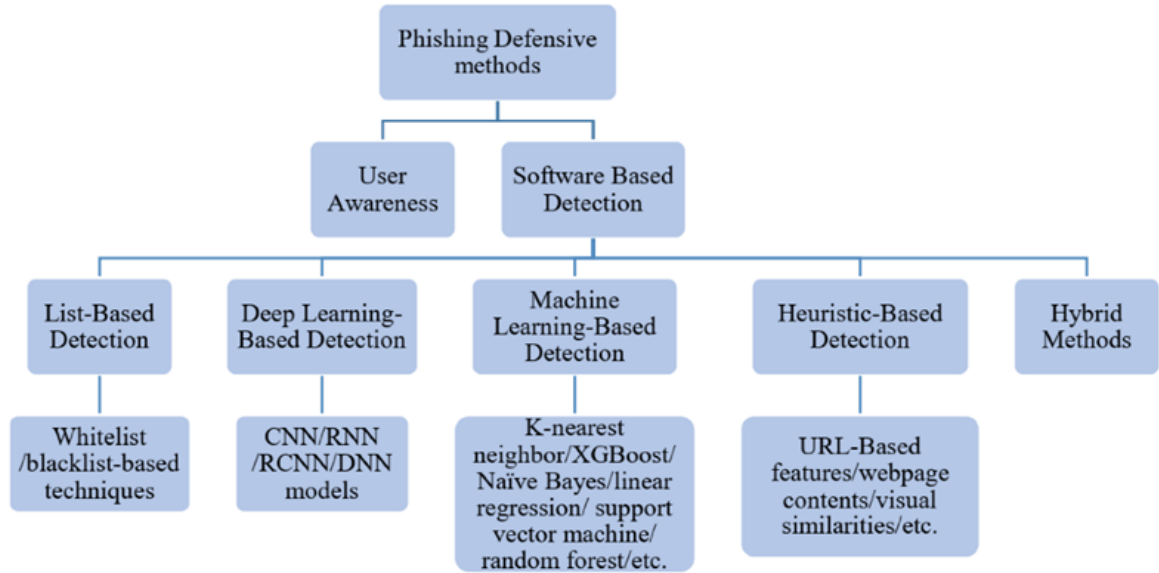 Phishing Defensive
methods
User
Awareness
Software Based
Detection
List-Based
Detection
Deep Learning-
Based Detection
Machine
Learning-Based
Detection
Heuristic-Based
Detection
Hybrid
Methods
Whitelist
/blacklist-based
techniques
CNN/RNN
/RCNN/DNN
models
K-nearest
neighbor/XGBoost/
Naïve Bayes/linear
regression/ support
vector machine/
random forest/etc.
URL-Based
features/webpage
contents/visual
similarities/etc.